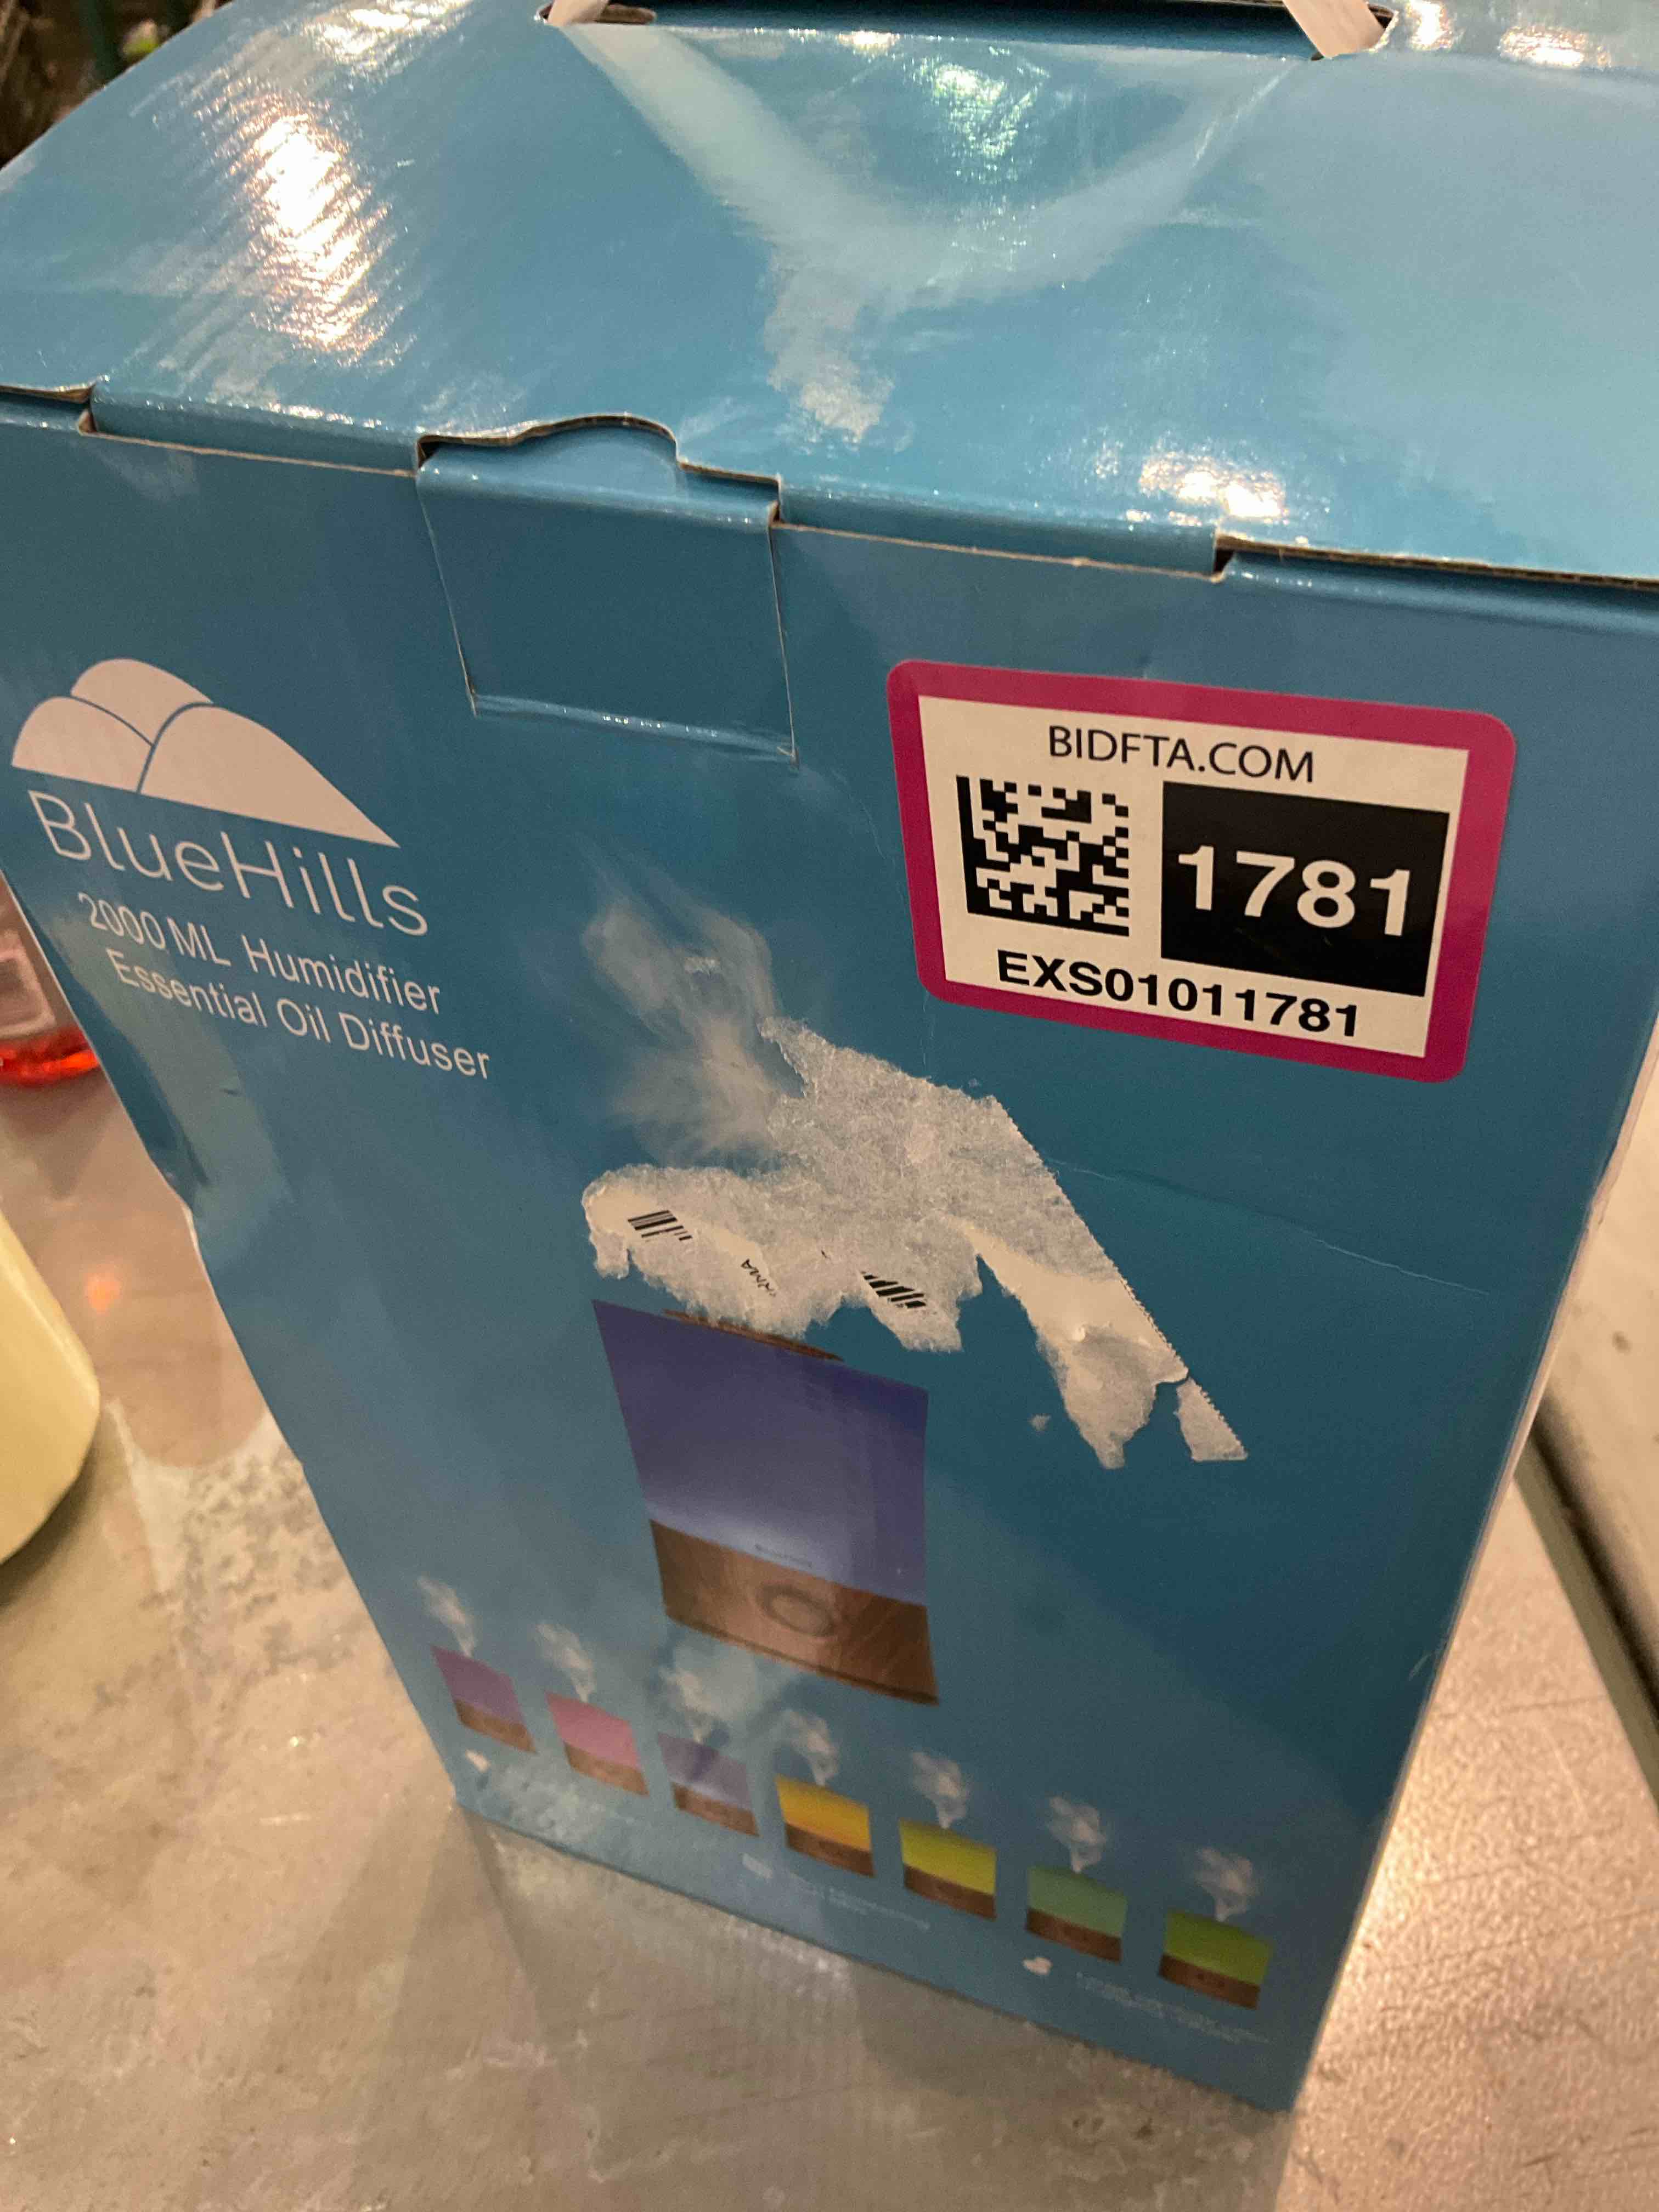 BlueHills
2000 ML Humidifier
Essential Oil Diffuser
BIDFTA.COM
1781
EXS01011781